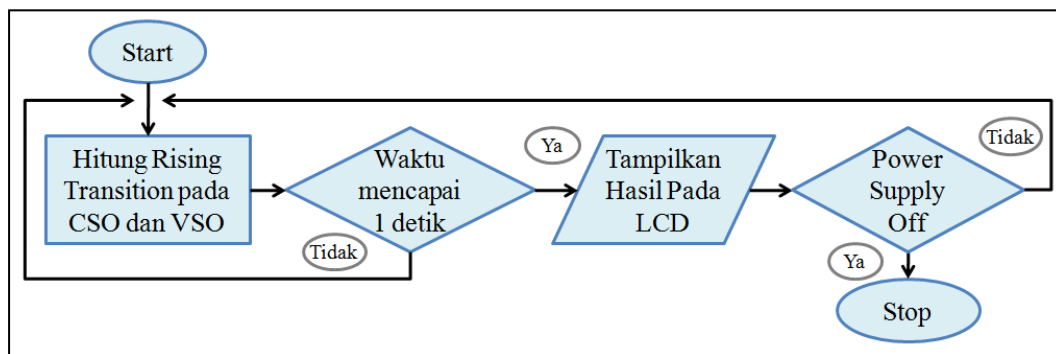 Start
Hitung Rising
Transition pada
CSO dan VSO
Waktu
mencapai
1 detik
Tidak
Ya
Tampilkan
Hasil Pada
LCD
Power
Supply
Off
Tidak
Ya
Stop